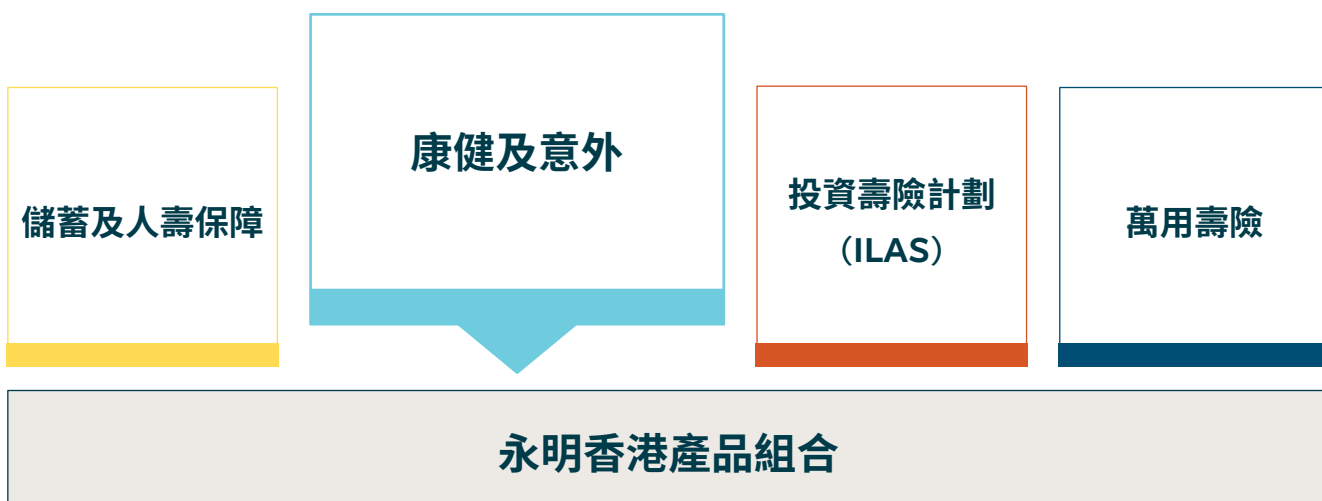 儲蓄及人壽保障
康健及意外
投資壽險計劃
（ILAS）
萬用壽險
永明香港產品組合